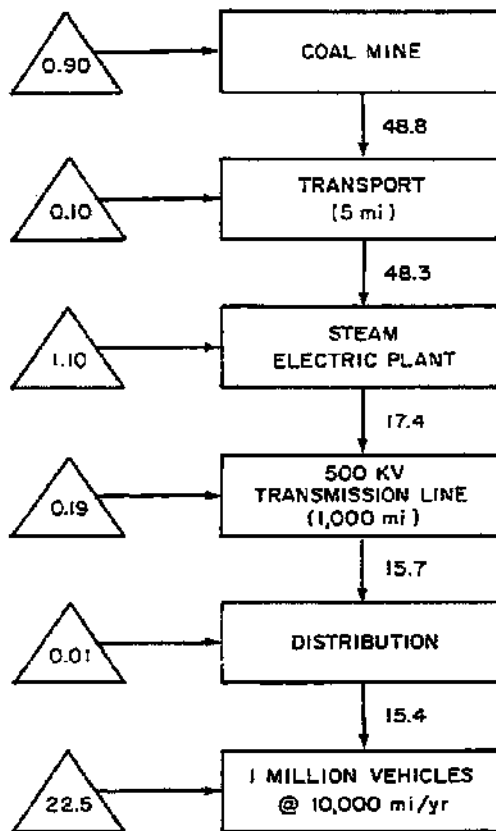 0.90
COAL MINE
48.8
0.10
TRANSPORT
(5 mi)
48.3
1.10
STEAM
ELECTRIC PLANT
17.4
0.19
500 KV
TRANSMISSION LINE
(1,000 mi)
15.7
0.01
DISTRIBUTION
15.4
22.5
1 MILLION VEHICLES
@ 10,000 mi/yr